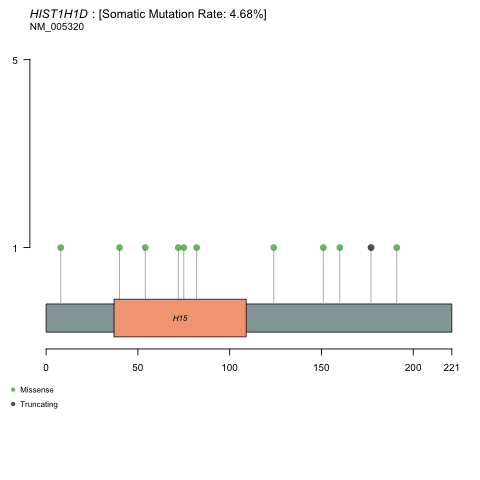 HIST1H1D : [Somatic Mutation Rate: 4.68%]
NM_005320
5
1
H15
0 50 100 150 200 221
Missense
Truncating